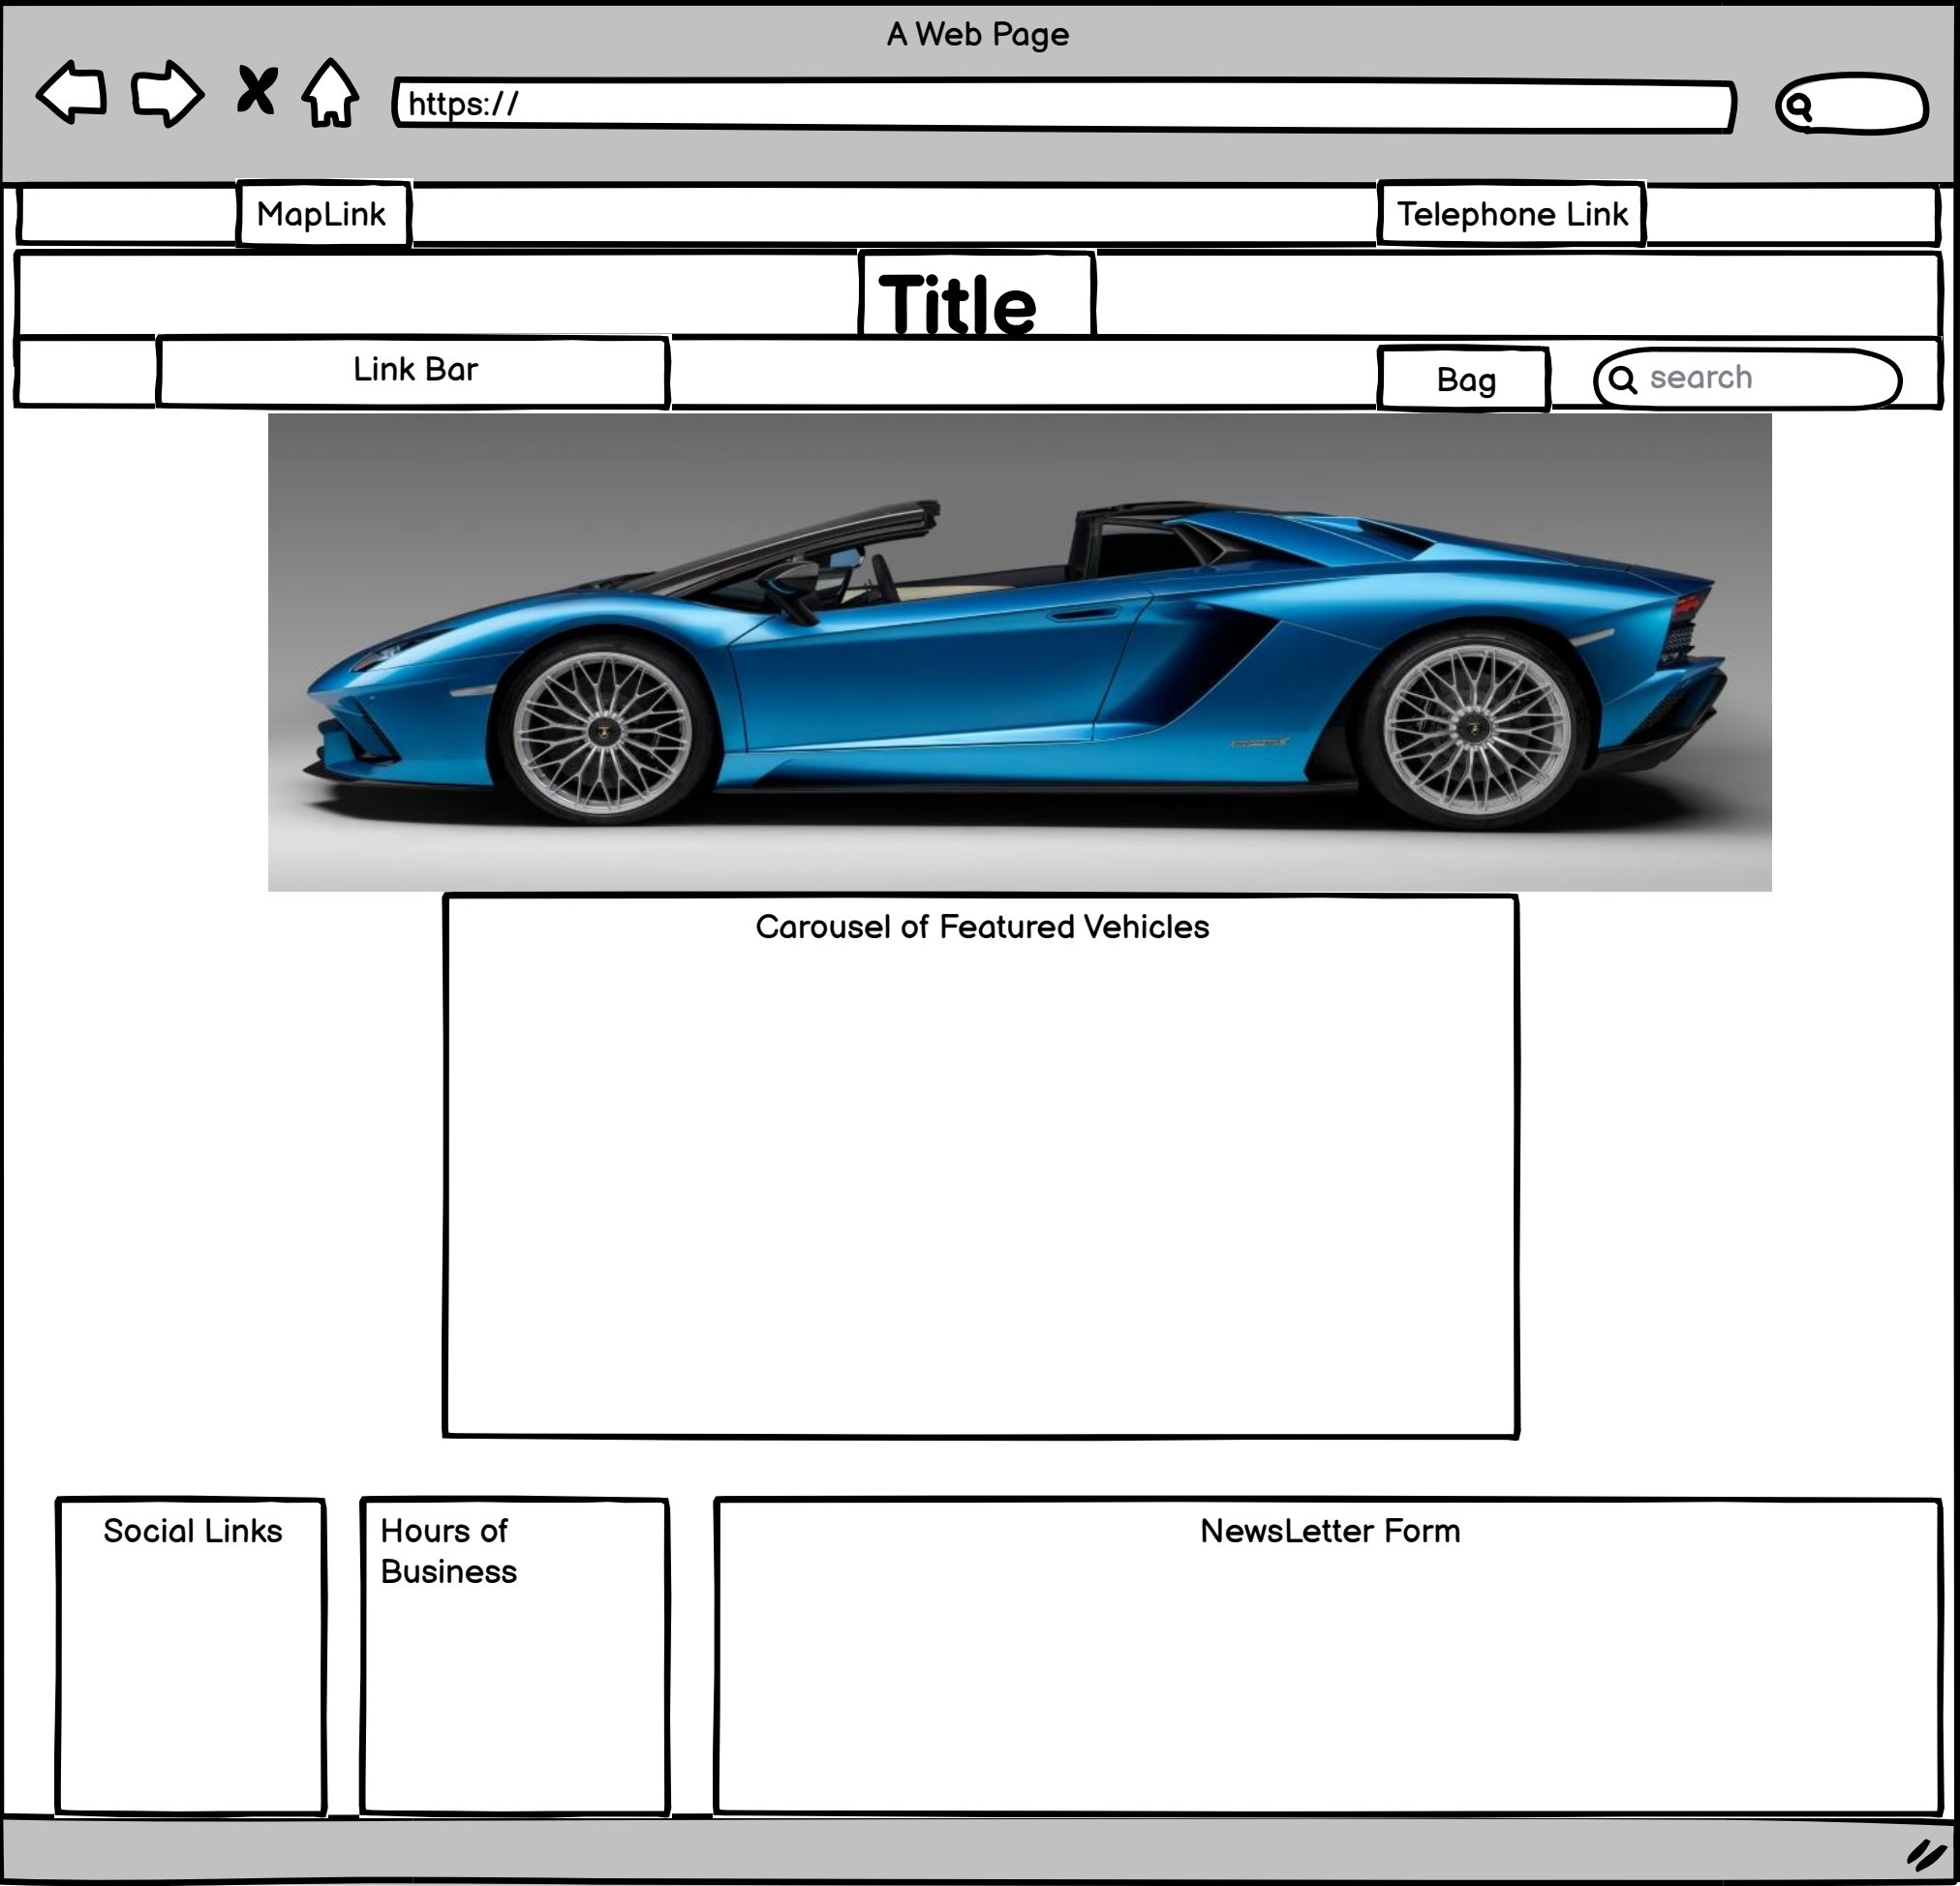 A Web Page
https://
MapLink
Telephone Link
Title
Link Bar
Bag
search
Carousel of Featured Vehicles
Social Links
Hours of
Business
NewsLetter Form